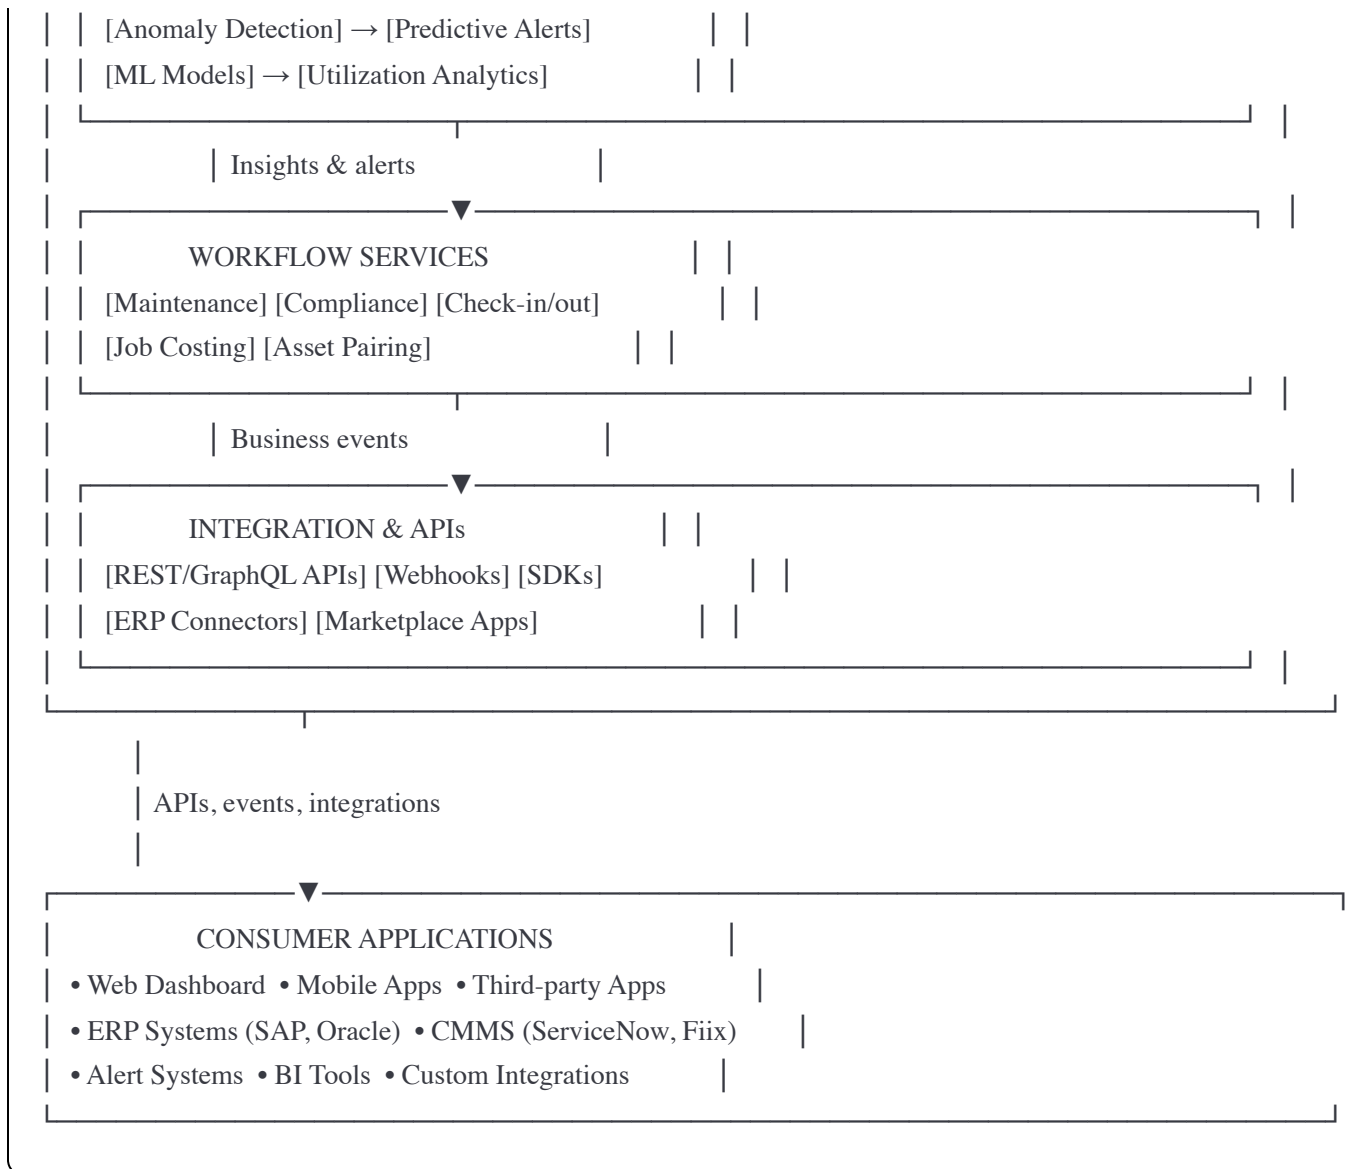 [Anomaly Detection] → [Predictive Alerts]
[ML Models] → [Utilization Analytics]
Insights & alerts
▼
WORKFLOW SERVICES
[Maintenance] [Compliance] [Check-in/out]
[Job Costing] [Asset Pairing]
Business events
▼
INTEGRATION & APIs
[REST/GraphQL APIs] [Webhooks] [SDKs]
[ERP Connectors] [Marketplace Apps]
APIs, events, integrations
▼
CONSUMER APPLICATIONS
• Web Dashboard • Mobile Apps • Third-party Apps
• ERP Systems (SAP, Oracle) • CMMS (ServiceNow, Fiix)
• Alert Systems • BI Tools • Custom Integrations